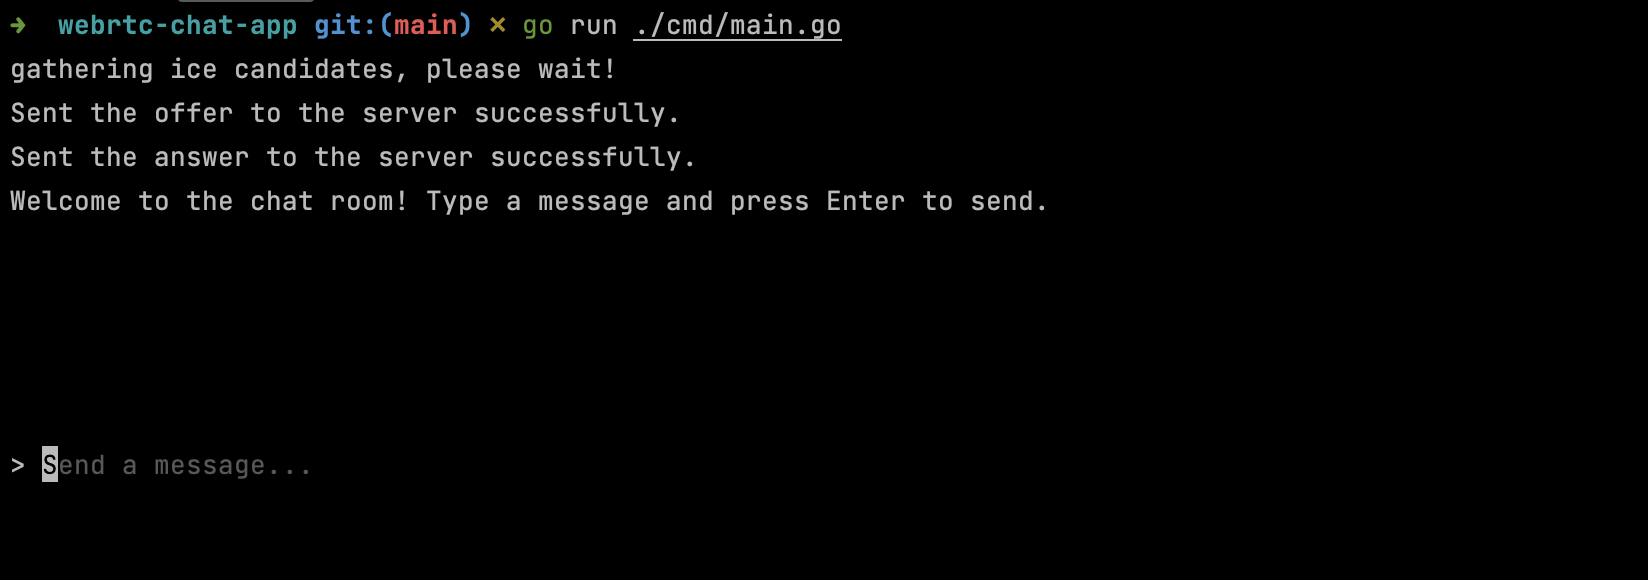 ➜ webrtc-chat-app git:(main) ✗ go run ./cmd/main.go
gathering ice candidates, please wait!
Sent the offer to the server successfully.
Sent the answer to the server successfully.
Welcome to the chat room! Type a message and press Enter to send.
> Send a message...